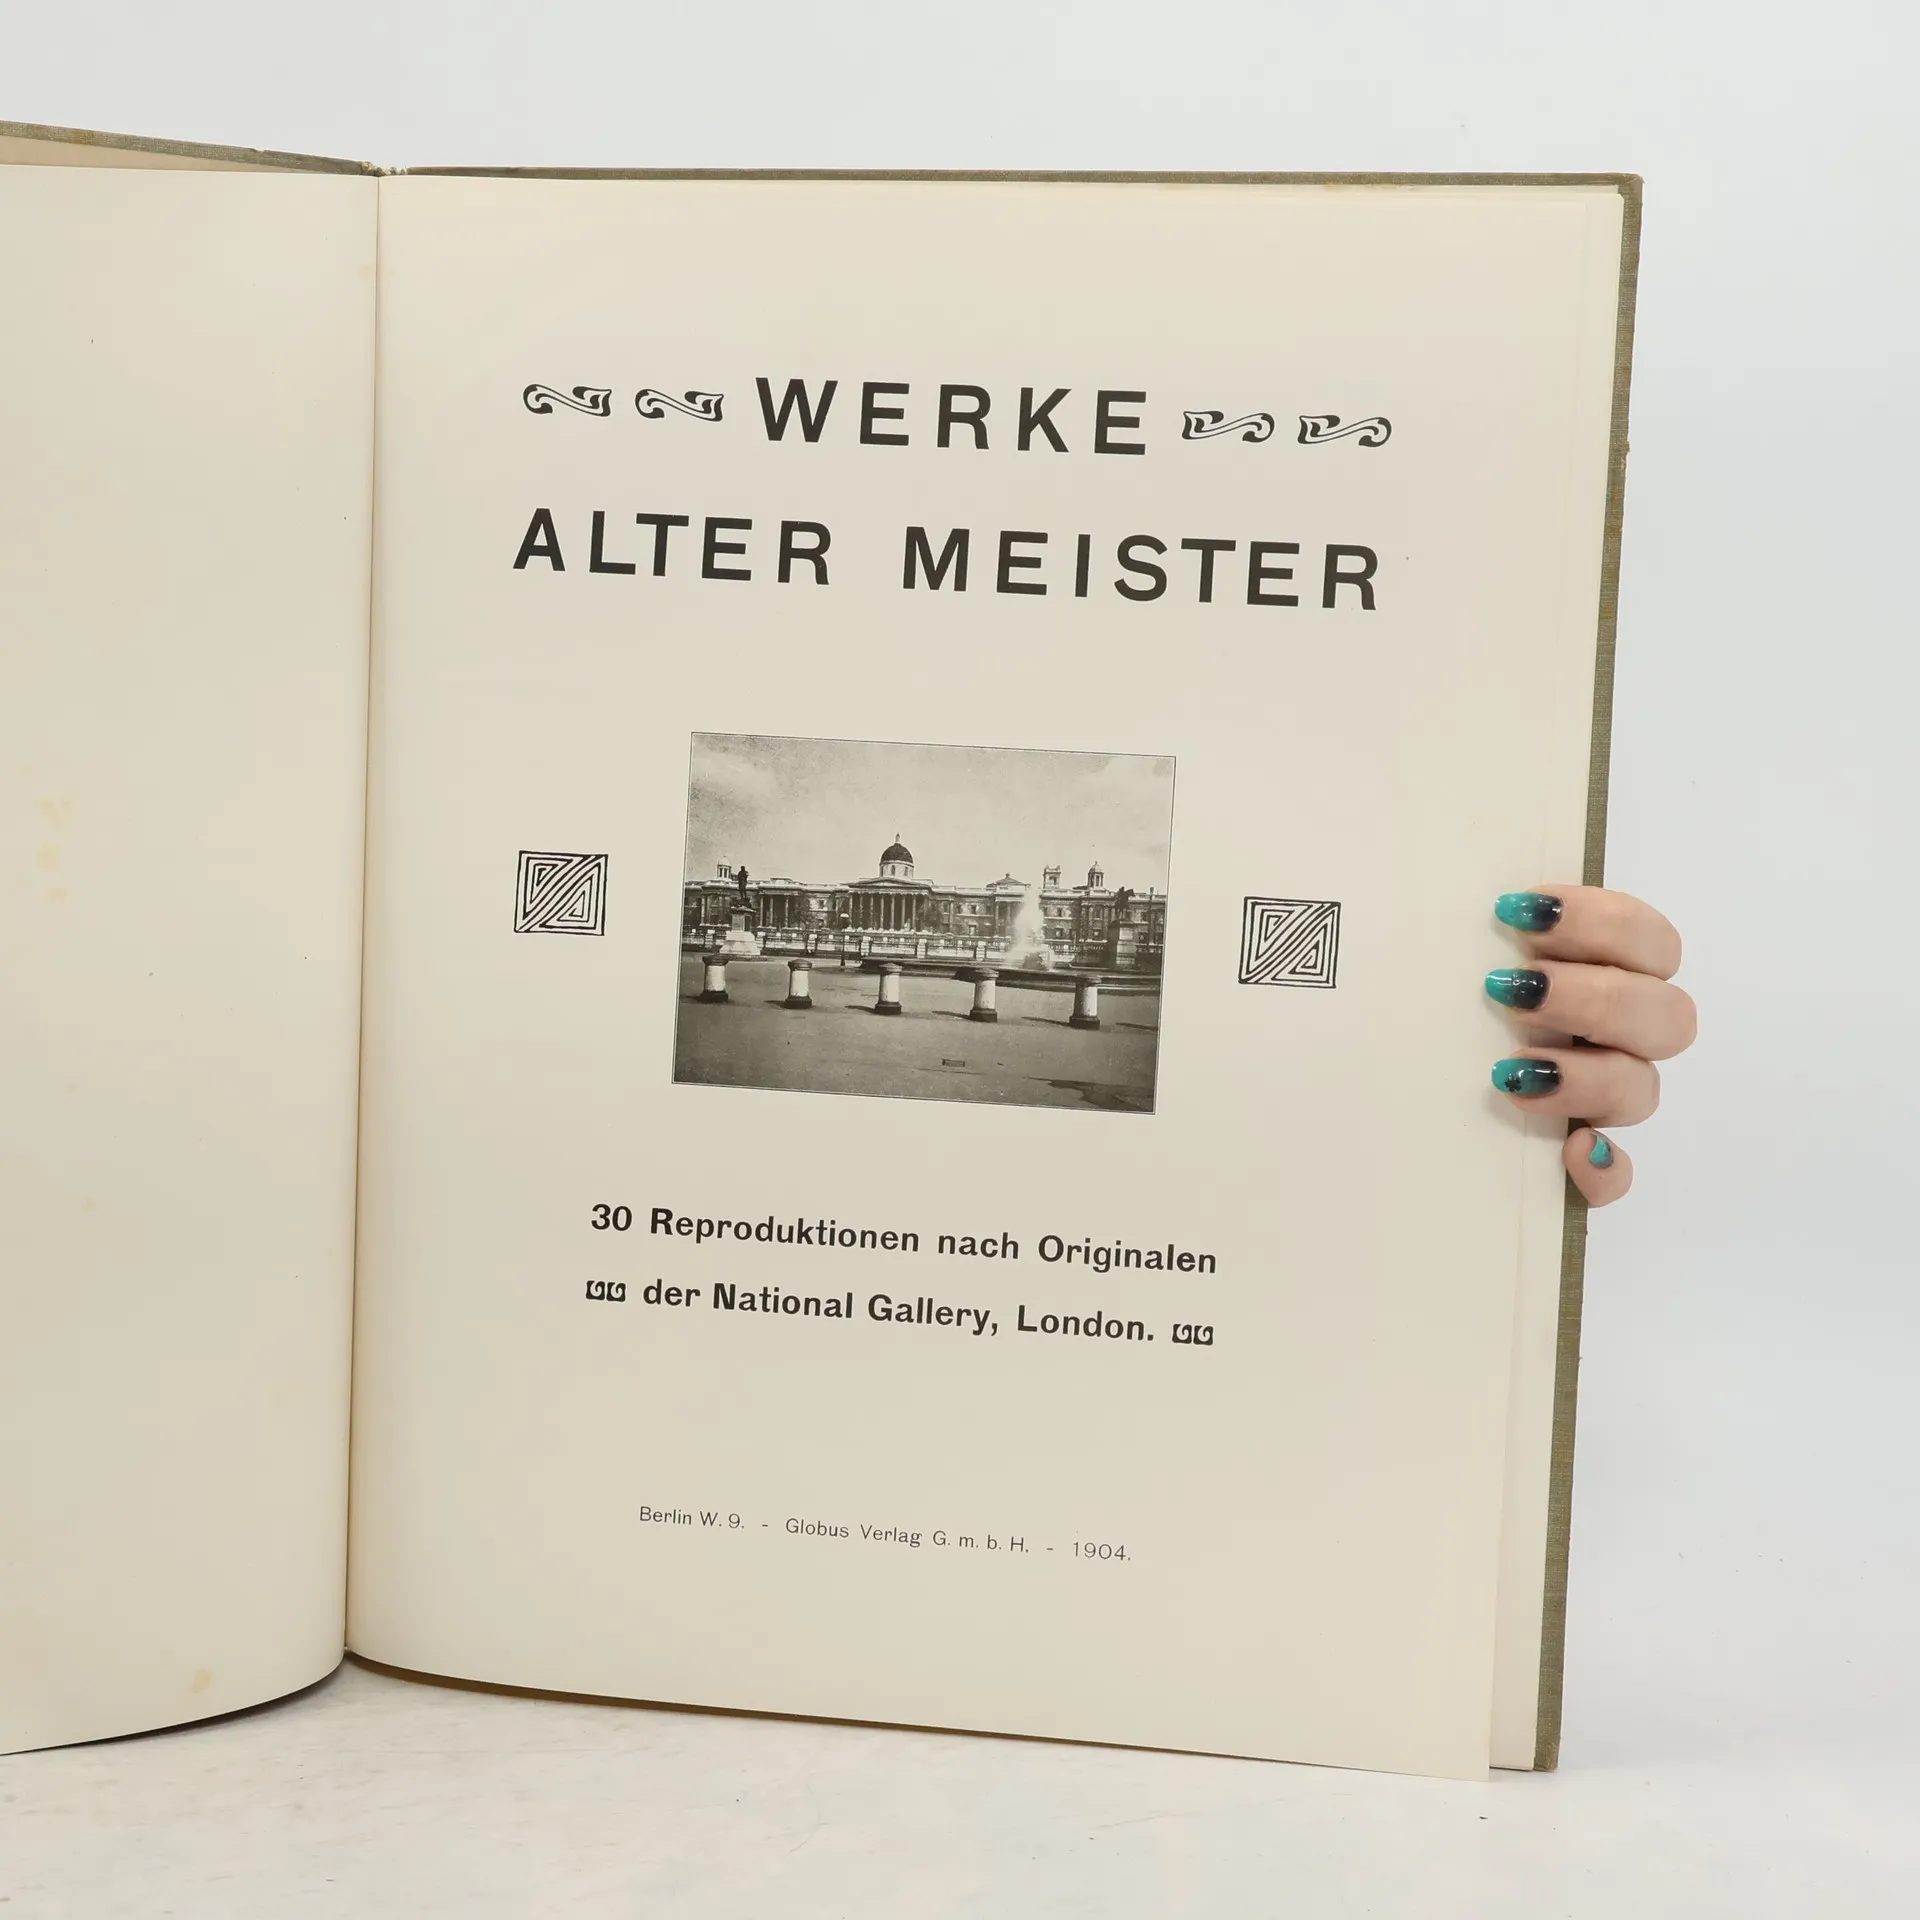 WERKE
ALTER MEISTER
30 Reproduktionen nach Originalen
der National Gallery, London.
Berlin W. 9. - Globus Verlag G. m. b. H. - 1904.